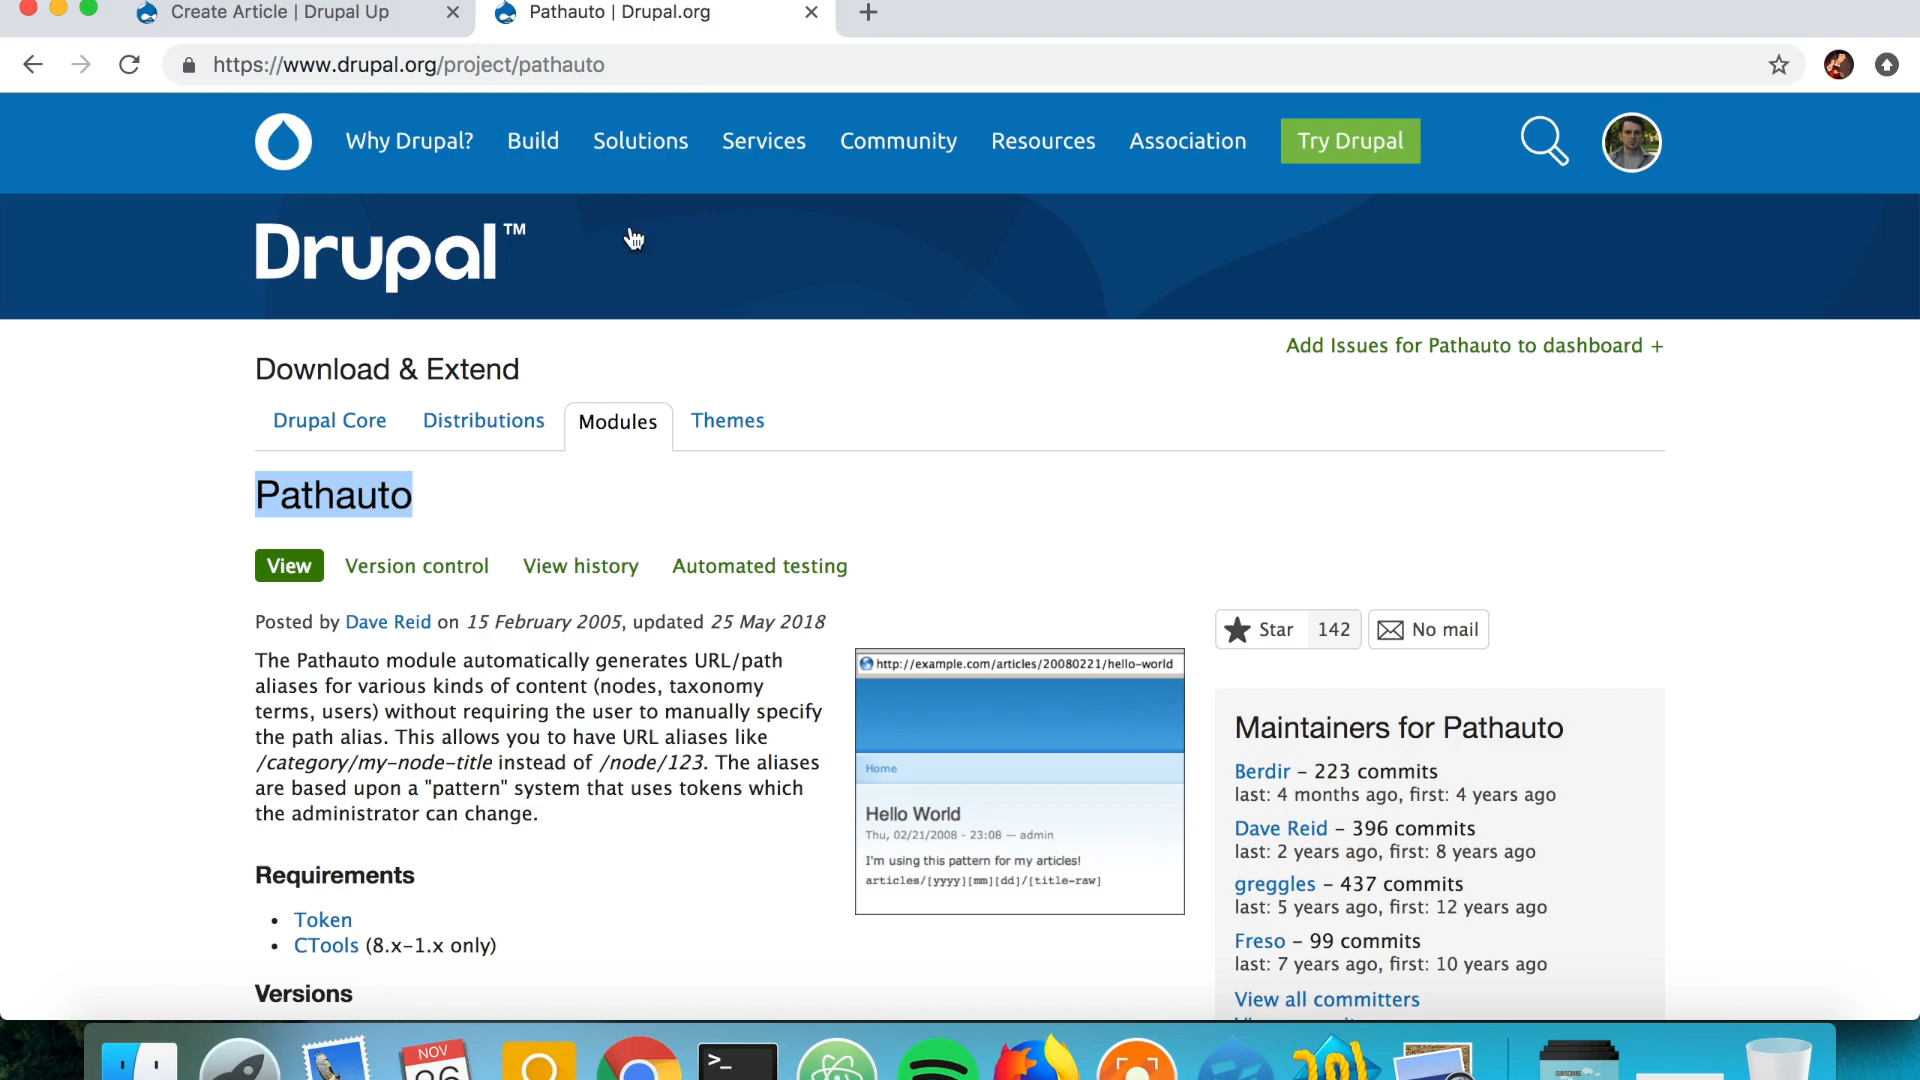 Create Article | Drupal Up
Pathauto | Drupal.org
https://www.drupal.org/project/pathauto
Why Drupal?
Build
Solutions
Services
Community
Resources
Association
Try Drupal
Drupal™
Add Issues for Pathauto to dashboard +
Download & Extend
Drupal Core
Distributions
Modules
Themes
Pathauto
View
Version control
View history
Automated testing
Posted by Dave Reid on 15 February 2005, updated 25 May 2018
The Pathauto module automatically generates URL/path
aliases for various kinds of content (nodes, taxonomy
terms, users) without requiring the user to manually specify
the path alias. This allows you to have URL aliases like
/category/my-node-title instead of /node/123. The aliases
are based upon a "pattern" system that uses tokens which
the administrator can change.
Requirements
• Token
• CTools (8.x-1.x only)
Versions
http://example.com/articles/20080221/hello-world
Home
Hello World
Thu, 02/21/2008 - 23:08 — admin
I'm using this pattern for my articles!
articles/[yyyy][mm][dd]/[title-raw]
Star 142
No mail
Maintainers for Pathauto
Berdir – 223 commits
last: 4 months ago, first: 4 years ago
Dave Reid – 396 commits
last: 2 years ago, first: 8 years ago
greggles – 437 commits
last: 5 years ago, first: 12 years ago
Freso – 99 commits
last: 7 years ago, first: 10 years ago
View all committers
NOV
26
>_
SUBSCRIBE